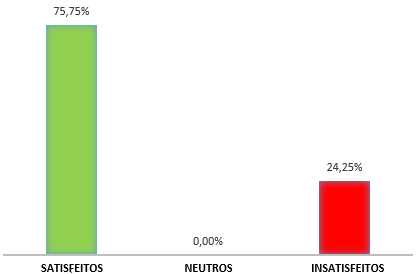 75,75%
24,25%
0,00%
SATISFEITOS NEUTROS INSATISFEITOS